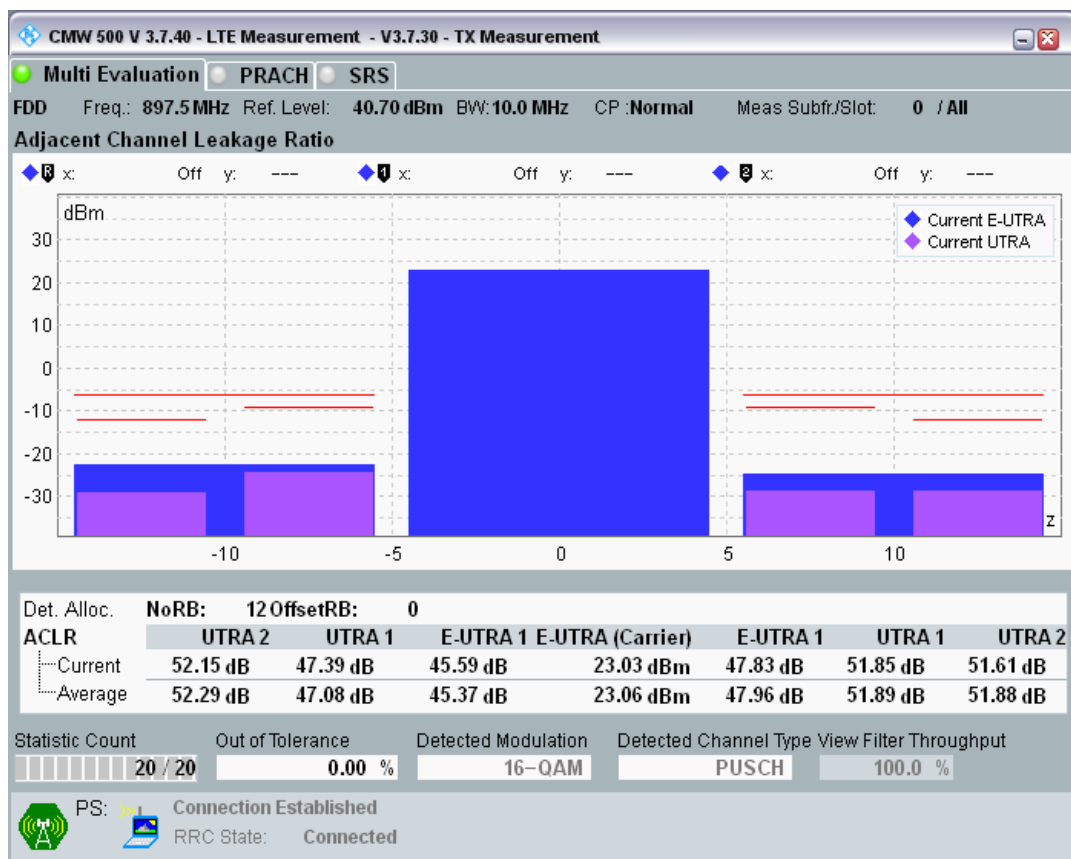 CMW 500 V 3.7.40 - LTE Measurement - V3.7.30 - TX Measurement
Multi Evaluation PRACH SRS
FDD Freq.: 897.5 MHz Ref. Level: 40.70 dBm BW: 10.0 MHz CP :Normal Meas Subfr./Slot: 0 / All
Adjacent Channel Leakage Ratio
R x: Off y: --- 1 x: Off y: --- 2 x: Off y: ---
dBm
Current E-UTRA
Current UTRA
30
20
10
0
-10
-20
-30
z
-10 -5 0 5 10
Det. Alloc. NoRB: 12 OffsetRB: 0
ACLR UTRA 2 UTRA 1 E-UTRA 1 E-UTRA (Carrier) E-UTRA 1 UTRA 1 UTRA 2
Current 52.15 dB 47.39 dB 45.59 dB 23.03 dBm 47.83 dB 51.85 dB 51.61 dB
Average 52.29 dB 47.08 dB 45.37 dB 23.06 dBm 47.96 dB 51.89 dB 51.88 dB
Statistic Count Out of Tolerance Detected Modulation Detected Channel Type View Filter Throughput
20 / 20 0.00 % 16-QAM PUSCH 100.0 %
PS: Connection Established
RRC State: Connected